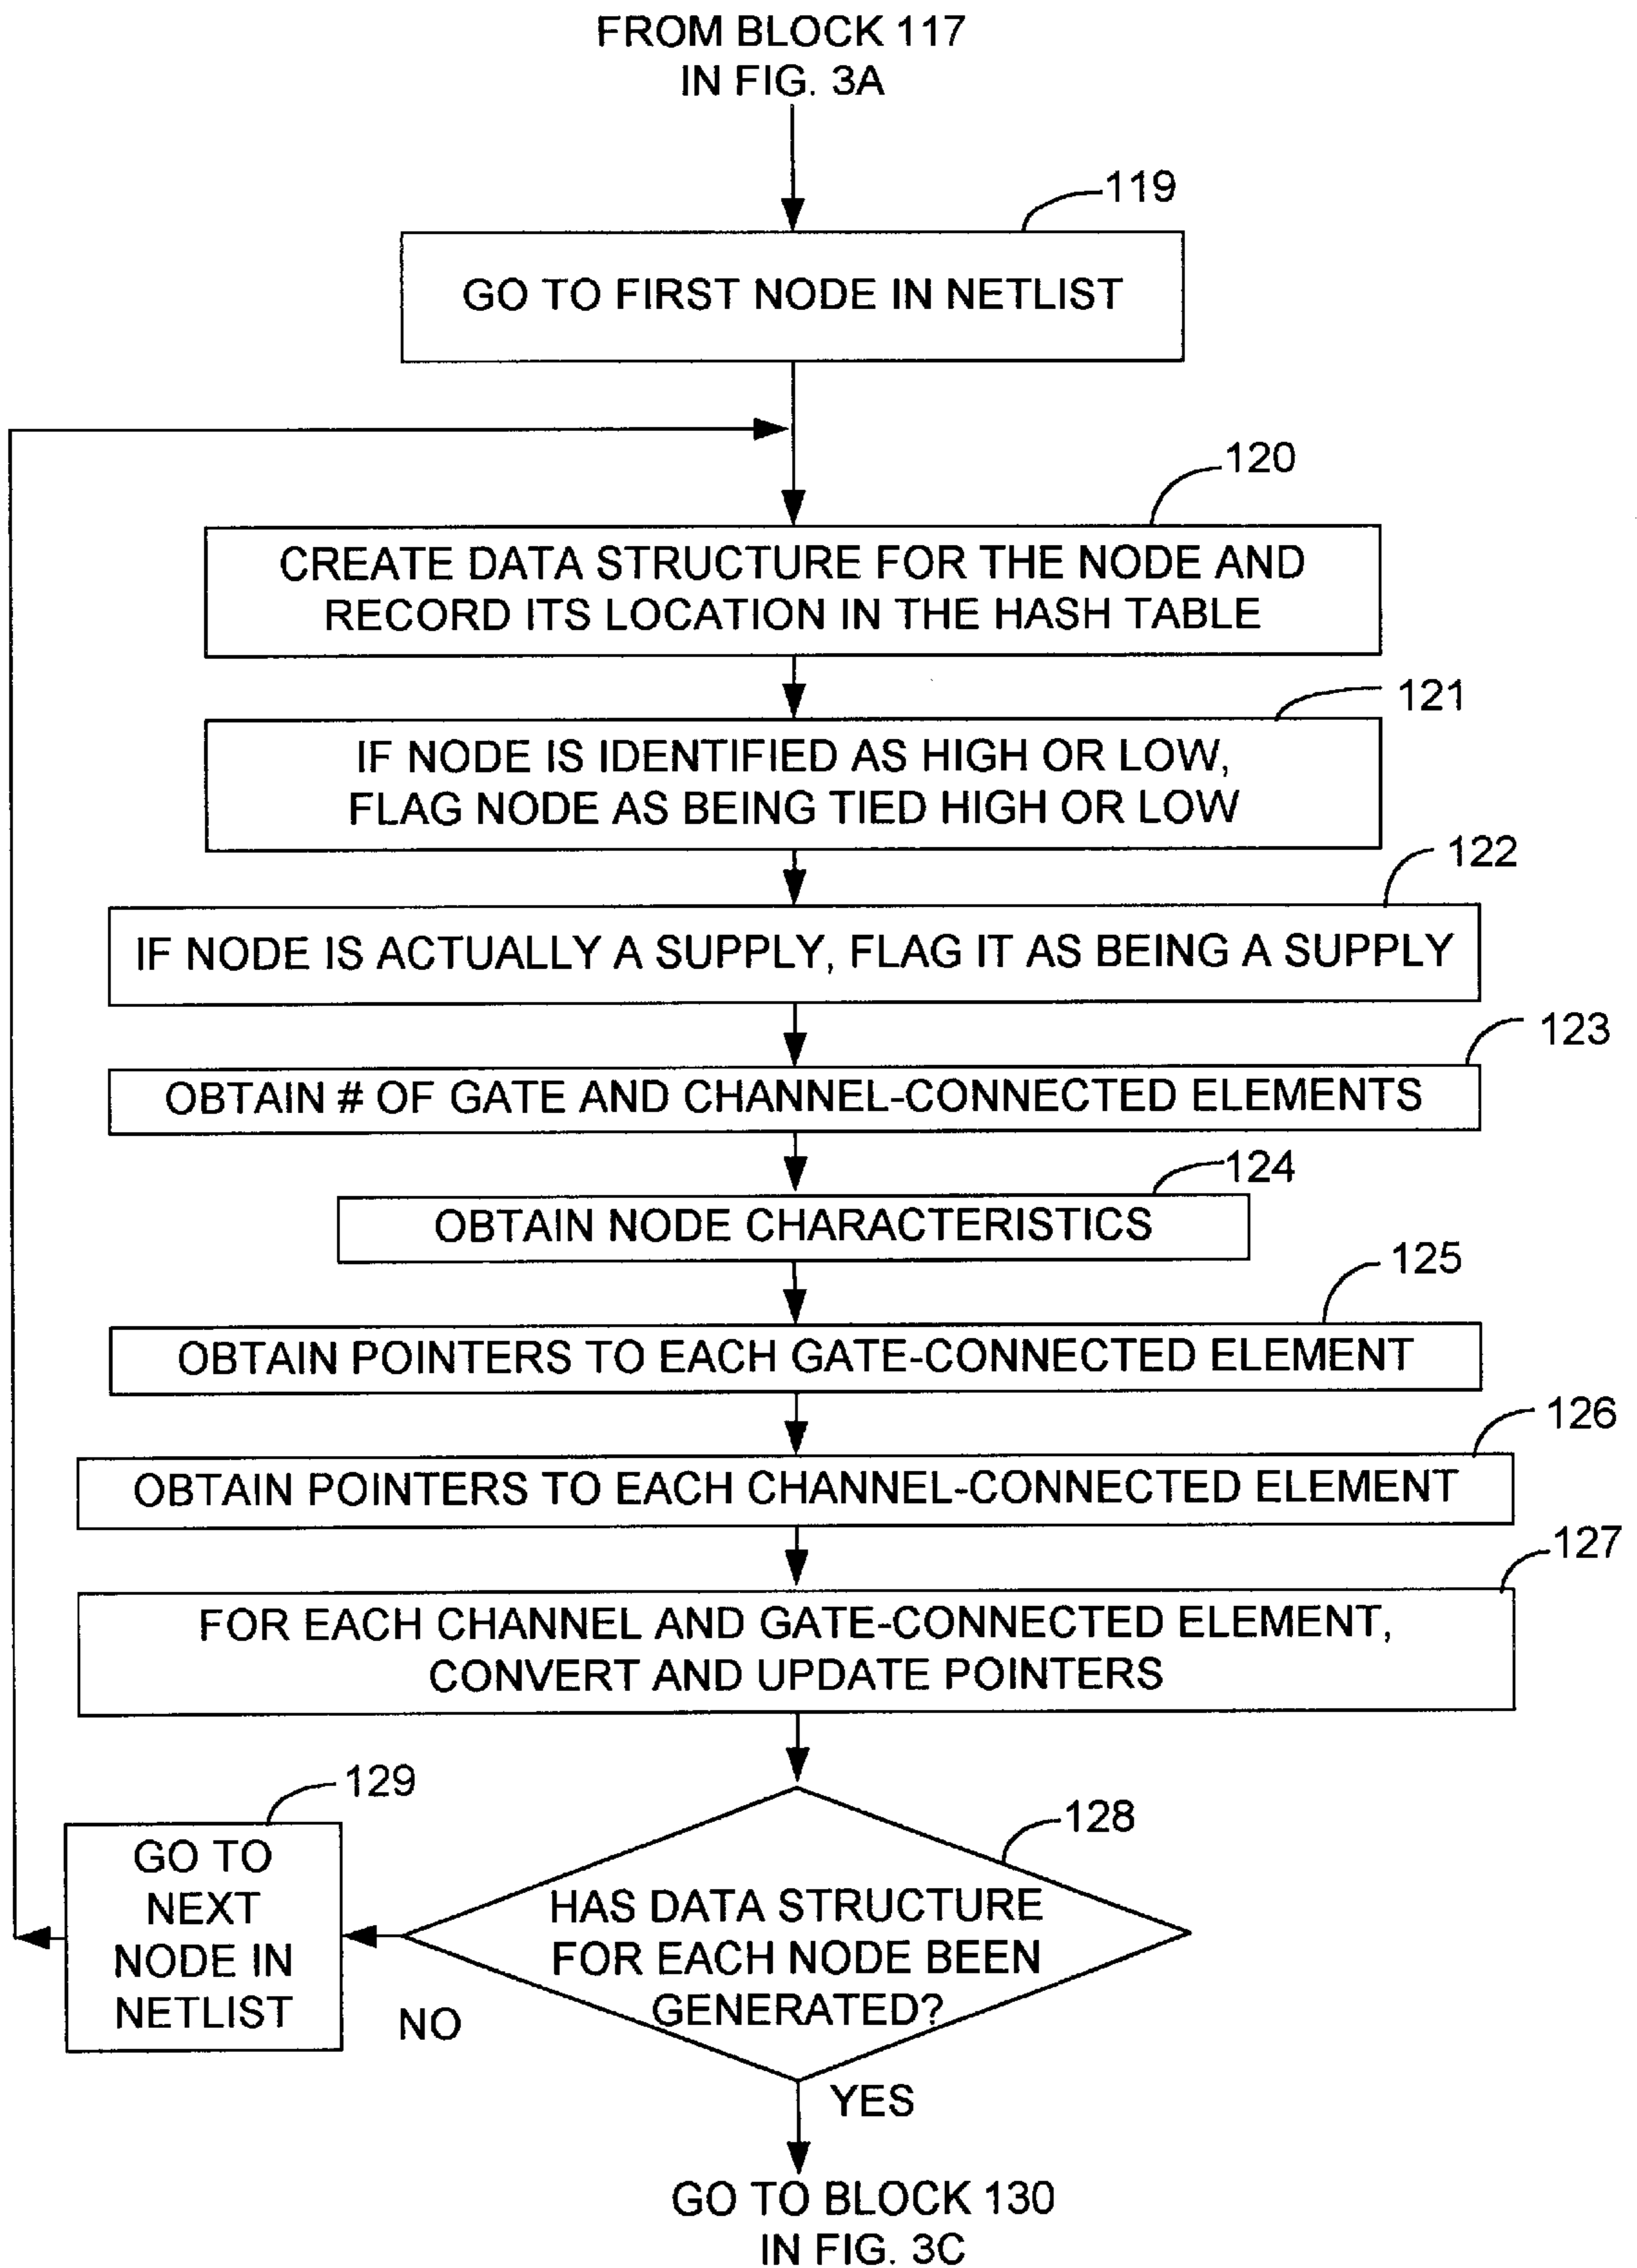 FROM BLOCK 117
IN FIG. 3A
119
GO TO FIRST NODE IN NETLIST
120
CREATE DATA STRUCTURE FOR THE NODE AND
RECORD ITS LOCATION IN THE HASH TABLE
121
IF NODE IS IDENTIFIED AS HIGH OR LOW,
FLAG NODE AS BEING TIED HIGH OR LOW
122
IF NODE IS ACTUALLY A SUPPLY, FLAG IT AS BEING A SUPPLY
123
OBTAIN # OF GATE AND CHANNEL-CONNECTED ELEMENTS
124
OBTAIN NODE CHARACTERISTICS
125
OBTAIN POINTERS TO EACH GATE-CONNECTED ELEMENT
126
OBTAIN POINTERS TO EACH CHANNEL-CONNECTED ELEMENT
127
FOR EACH CHANNEL AND GATE-CONNECTED ELEMENT,
CONVERT AND UPDATE POINTERS
128
HAS DATA STRUCTURE
FOR EACH NODE BEEN
GENERATED?
129
GO TO
NEXT
NODE IN
NETLIST
NO
YES
GO TO BLOCK 130
IN FIG. 3C